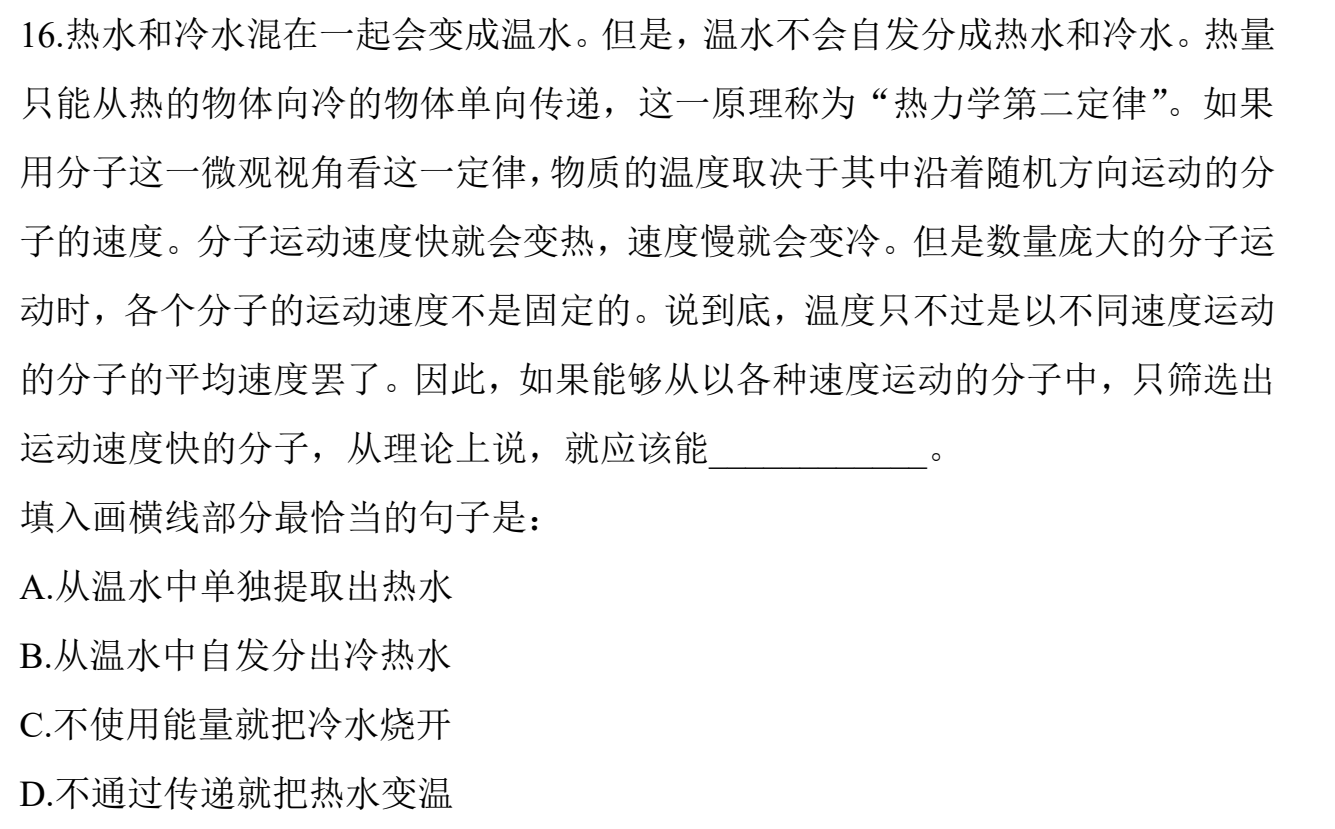 16.热水和冷水混在一起会变成温水。但是，温水不会自发分成热水和冷水。热量
只能从热的物体向冷的物体单向传递，这一原理称为“热力学第二定律”。如果
用分子这一微观视角看这一定律，物质的温度取决于其中沿着随机方向运动的分
子的速度。分子运动速度快就会变热，速度慢就会变冷。但是数量庞大的分子运
动时，各个分子的运动速度不是固定的。说到底，温度只不过是以不同速度运动
的分子的平均速度罢了。因此，如果能够从以各种速度运动的分子中，只筛选出
运动速度快的分子，从理论上说，就应该能____________。
填入画横线部分最恰当的句子是：
A.从温水中单独提取出热水
B.从温水中自发分出冷热水
C.不使用能量就把冷水烧开
D.不通过传递就把热水变温